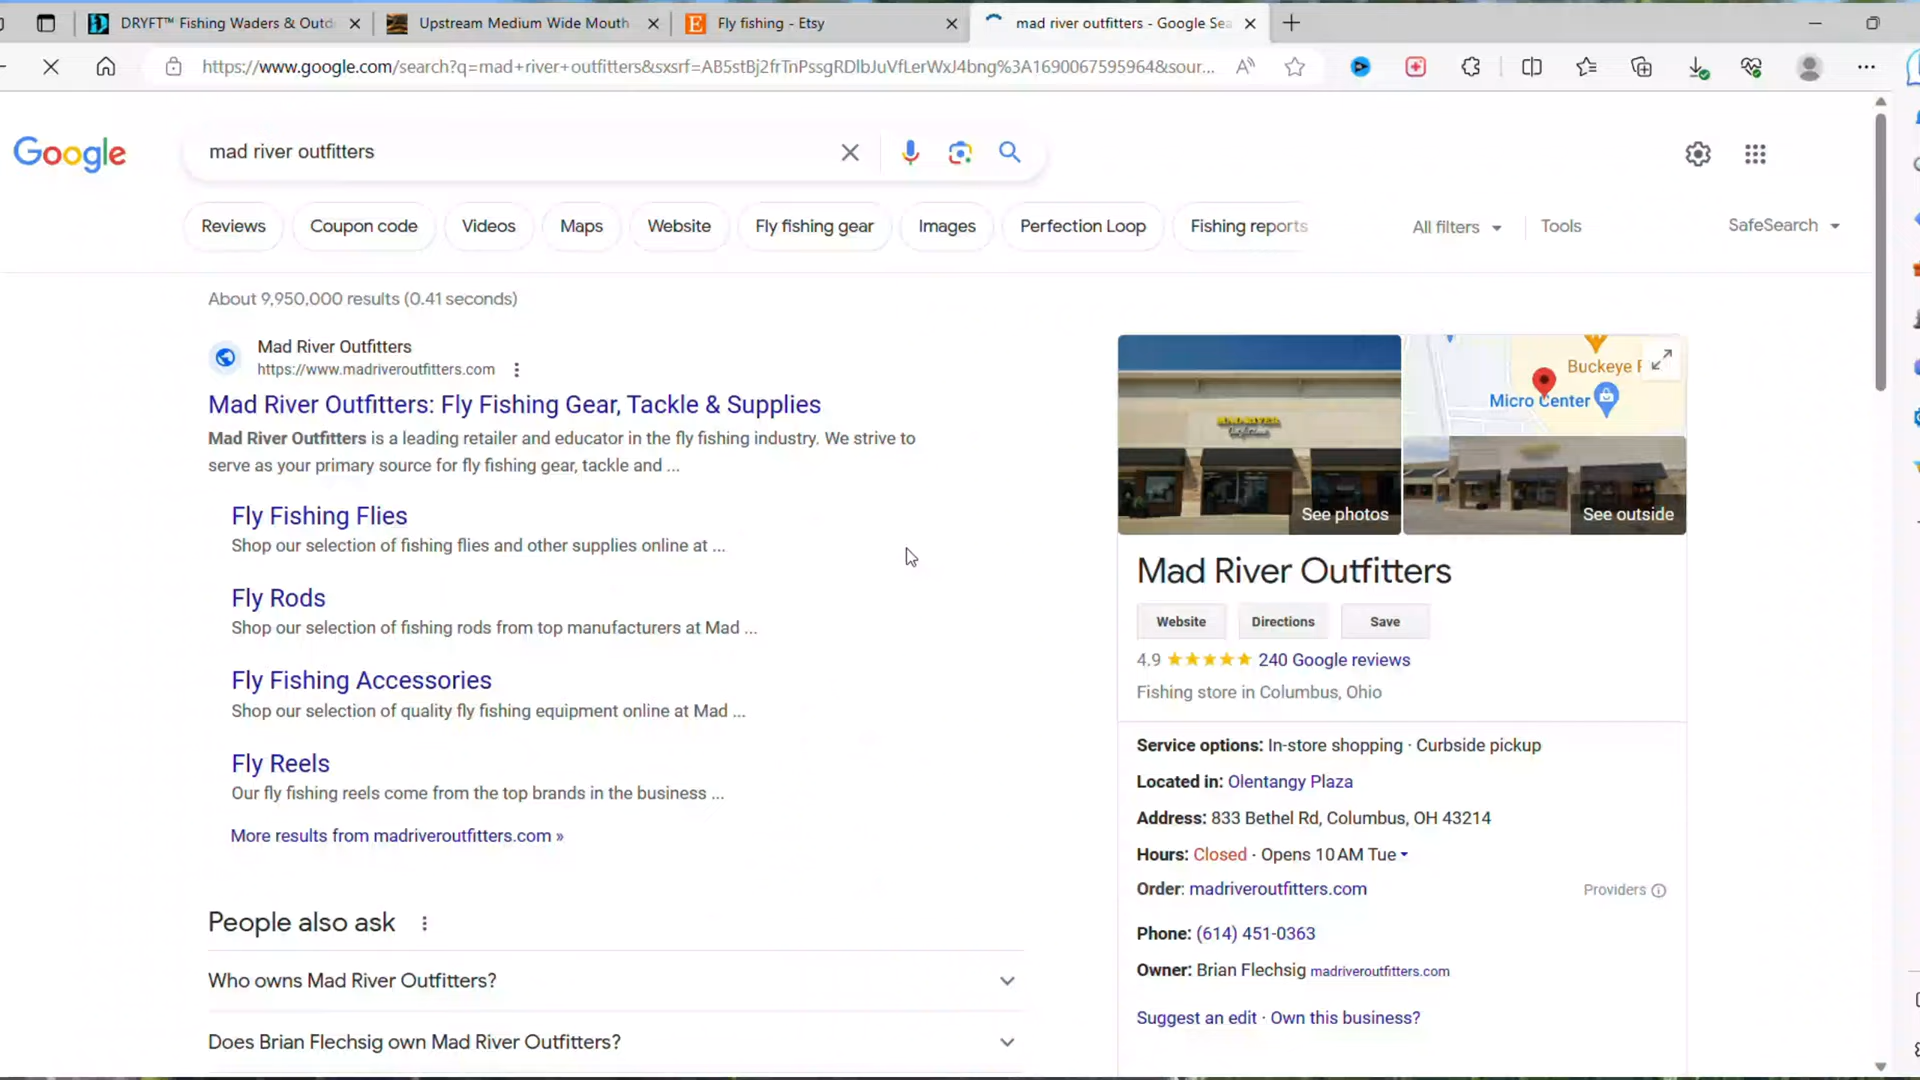 DRYFT™ Fishing Waders & Outd
Upstream Medium Wide Mouth
Fly fishing - Etsy
mad river outfitters - Google Sea
https://www.google.com/search?q=mad+river+outfitters&sxsrf=AB5stBj2frTnPssgRDlbJuVfLerWxJ4bng%3A1690067595964&sour...
Google
mad river outfitters
Reviews
Coupon code
Videos
Maps
Website
Fly fishing gear
Images
Perfection Loop
Fishing reports
All filters
Tools
SafeSearch
About 9,950,000 results (0.41 seconds)
Mad River Outfitters
https://www.madriveroutfitters.com
Mad River Outfitters: Fly Fishing Gear, Tackle & Supplies
Mad River Outfitters is a leading retailer and educator in the fly fishing industry. We strive to
serve as your primary source for fly fishing gear, tackle and ...
Fly Fishing Flies
Shop our selection of fishing flies and other supplies online at ...
Fly Rods
Shop our selection of fishing rods from top manufacturers at Mad ...
Fly Fishing Accessories
Shop our selection of quality fly fishing equipment online at Mad ...
Fly Reels
Our fly fishing reels come from the top brands in the business ...
More results from madriveroutfitters.com »
People also ask
Who owns Mad River Outfitters?
Does Brian Flechsig own Mad River Outfitters?
Buckeye
Micro Center
See photos
See outside
Mad River Outfitters
Website
Directions
Save
4.9
240 Google reviews
Fishing store in Columbus, Ohio
Service options: In-store shopping · Curbside pickup
Located in: Olentangy Plaza
Address: 833 Bethel Rd, Columbus, OH 43214
Hours: Closed · Opens 10 AM Tue
Order: madriveroutfitters.com
Providers
Phone: (614) 451-0363
Owner: Brian Flechsig madriveroutfitters.com
Suggest an edit · Own this business?